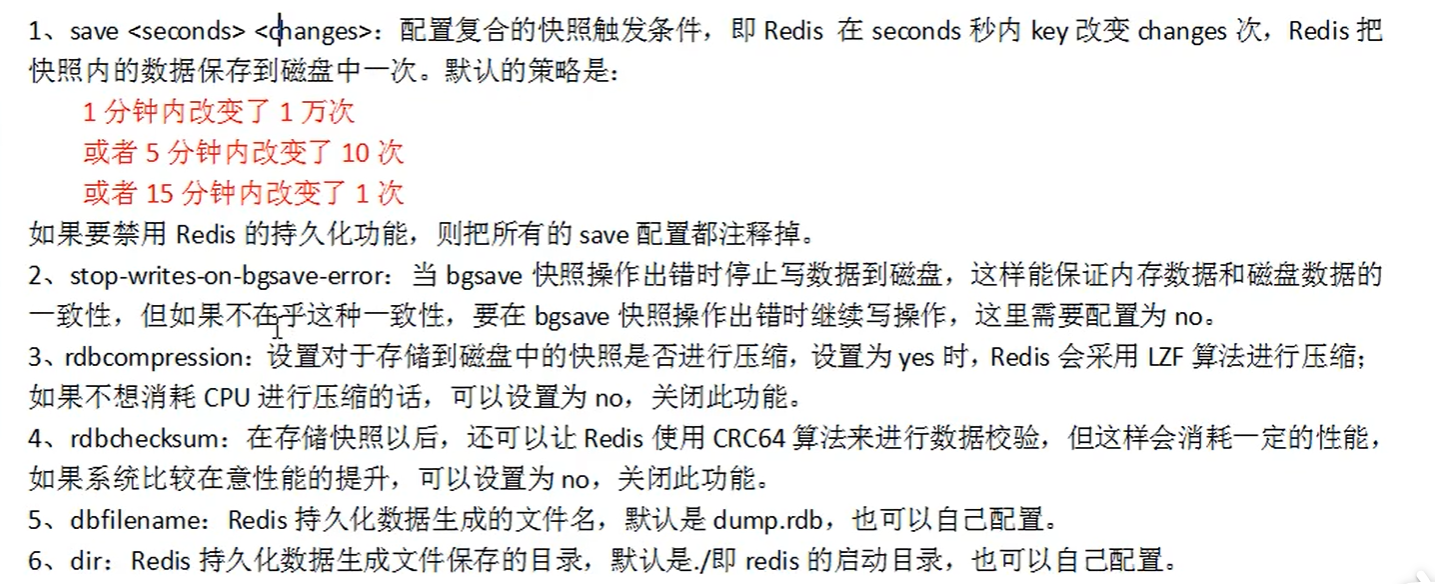 1、save <seconds> <changes>：配置复合的快照触发条件，即 Redis 在 seconds 秒内 key 改变 changes 次，Redis 把
快照内的数据保存到磁盘中一次。默认的策略是：
1 分钟内改变了 1 万次
或者 5 分钟内改变了 10 次
或者 15 分钟内改变了 1 次
如果要禁用 Redis 的持久化功能，则把所有的 save 配置都注释掉。
2、stop-writes-on-bgsave-error：当 bgsave 快照操作出错时停止写数据到磁盘，这样能保证内存数据和磁盘数据的
一致性，但如果不在乎这种一致性，要在 bgsave 快照操作出错时继续写操作，这里需要配置为 no。
3、rdbcompression：设置对于存储到磁盘中的快照是否进行压缩，设置为 yes 时，Redis 会采用 LZF 算法进行压缩；
如果不想消耗 CPU 进行压缩的话，可以设置为 no，关闭此功能。
4、rdbchecksum：在存储快照以后，还可以让 Redis 使用 CRC64 算法来进行数据校验，但这样会消耗一定的性能，
如果系统比较在意性能的提升，可以设置为 no，关闭此功能。
5、dbfilename：Redis 持久化数据生成的文件名，默认是 dump.rdb，也可以自己配置。
6、dir：Redis 持久化数据生成文件保存的目录，默认是./即 redis 的启动目录，也可以自己配置。